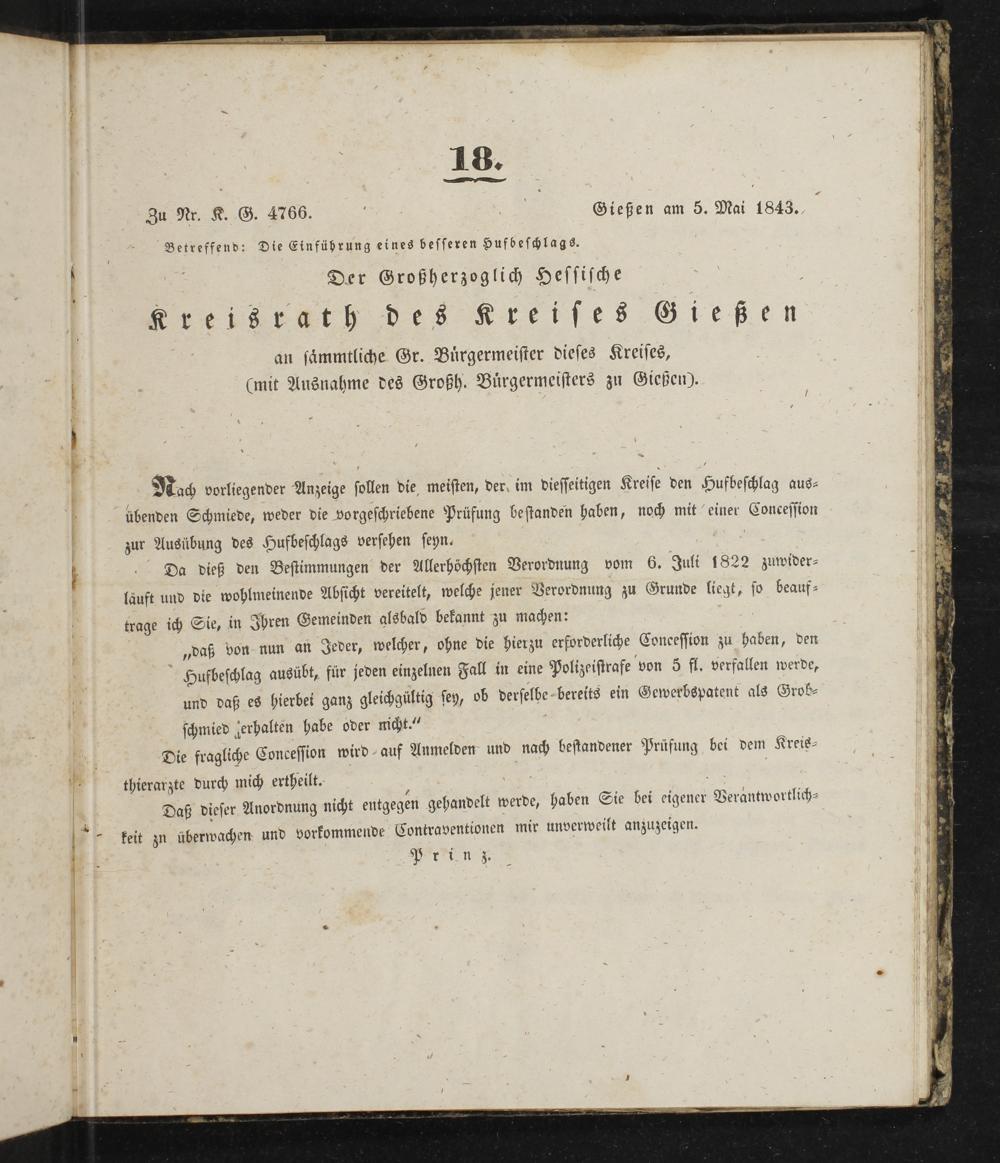 18.
Zu Nr. K. G. 4766.
Gießen am 5. Mai 1843.
Betreffend: Die Einführung eines besseren Hufbeschlags.
Der Großherzoglich Hessische
Kreisrath des Kreises Gießen
an sämmtliche Gr. Bürgermeister dieses Kreises,
(mit Ausnahme des Großh. Bürgermeisters zu Gießen).
Nach vorliegender Anzeige sollen die meisten, der im diesseitigen Kreise den Hufbeschlag aus-
übenden Schmiede, weder die vorgeschriebene Prüfung bestanden haben, noch mit einer Concession
zur Ausübung des Hufbeschlags versehen seyn.
Da dieß den Bestimmungen der Allerhöchsten Verordnung vom 6. Juli 1822 zuwider-
läuft und die wohlmeinende Absicht vereitelt, welche jener Verordnung zu Grunde liegt, so beauf-
trage ich Sie, in Ihren Gemeinden alsbald bekannt zu machen:
„daß von nun an Jeder, welcher, ohne die hierzu erforderliche Concession zu haben, den
Hufbeschlag ausübt, für jeden einzelnen Fall in eine Polizeistrafe von 5 fl. verfallen werde,
und daß es hierbei ganz gleichgültig sey, ob derselbe bereits ein Gewerbspatent als Grob-
schmied erhalten habe oder nicht.“
Die fragliche Concession wird auf Anmelden und nach bestandener Prüfung bei dem Kreis-
thierarzte durch mich ertheilt.
Daß dieser Anordnung nicht entgegen gehandelt werde, haben Sie bei eigener Verantwortlich-
keit zu überwachen und vorkommende Contraventionen mir unverweilt anzuzeigen.
Prinz.